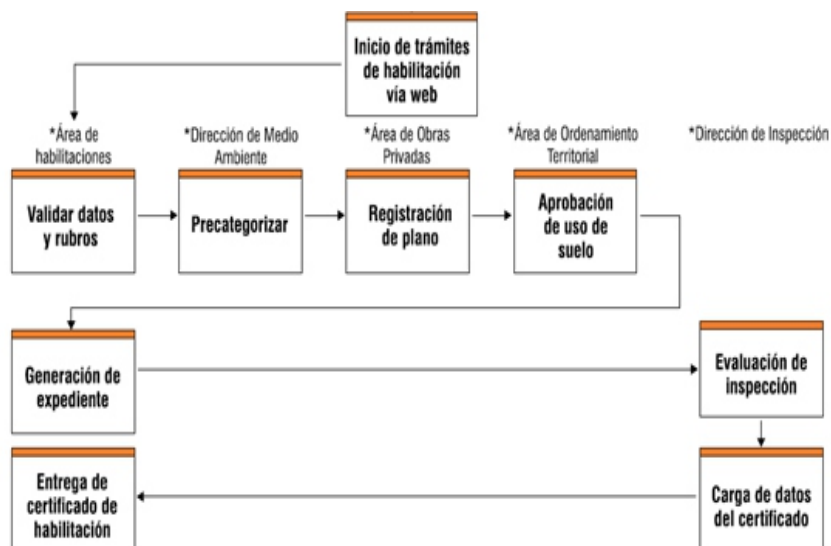 Inicio de trámites
de habilitación
vía web
*Área de
habilitaciones
*Dirección de Medio
Ambiente
*Área de Obras
Privadas
*Área de Ordenamiento
Territorial
*Dirección de Inspección
Validar datos
y rubros
Precategorizar
Registración
de plano
Aprobación
de uso de
suelo
Generación de
expediente
Evaluación de
inspección
Entrega de
certificado de
habilitación
Carga de datos
del certificado